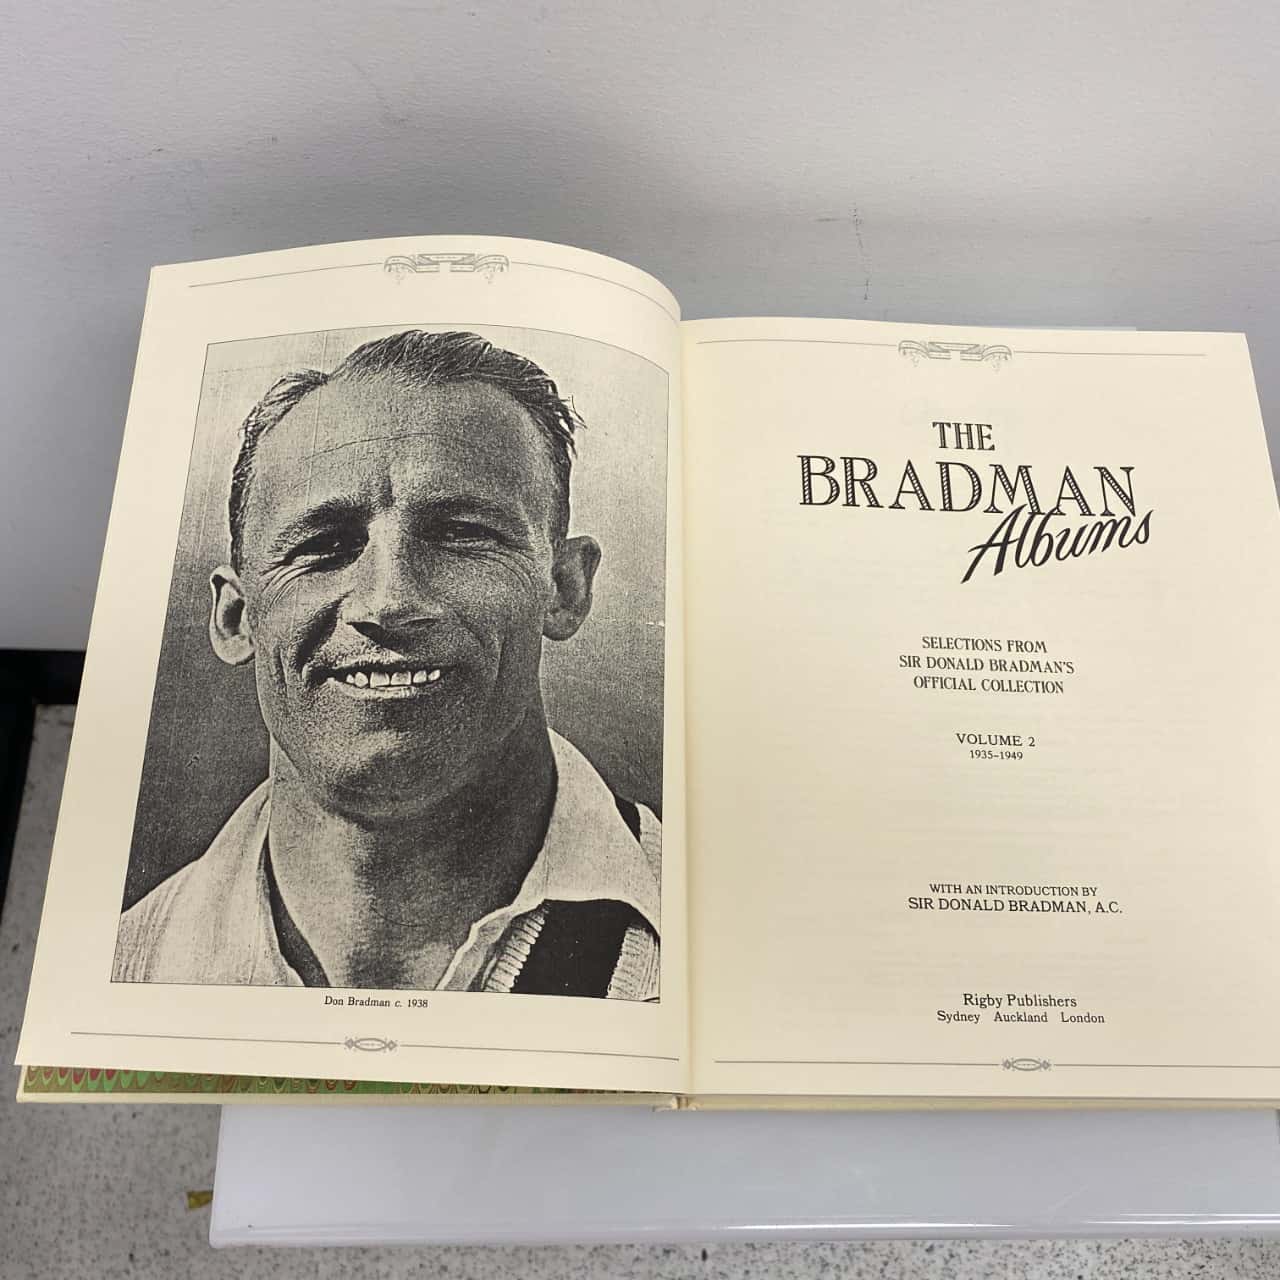 Don Bradman c. 1938
THE
BRADMAN
Albums
SELECTIONS FROM
SIR DONALD BRADMAN'S
OFFICIAL COLLECTION
VOLUME 2
1935–1949
WITH AN INTRODUCTION BY
SIR DONALD BRADMAN, A.C.
Rigby Publishers
Sydney Auckland London